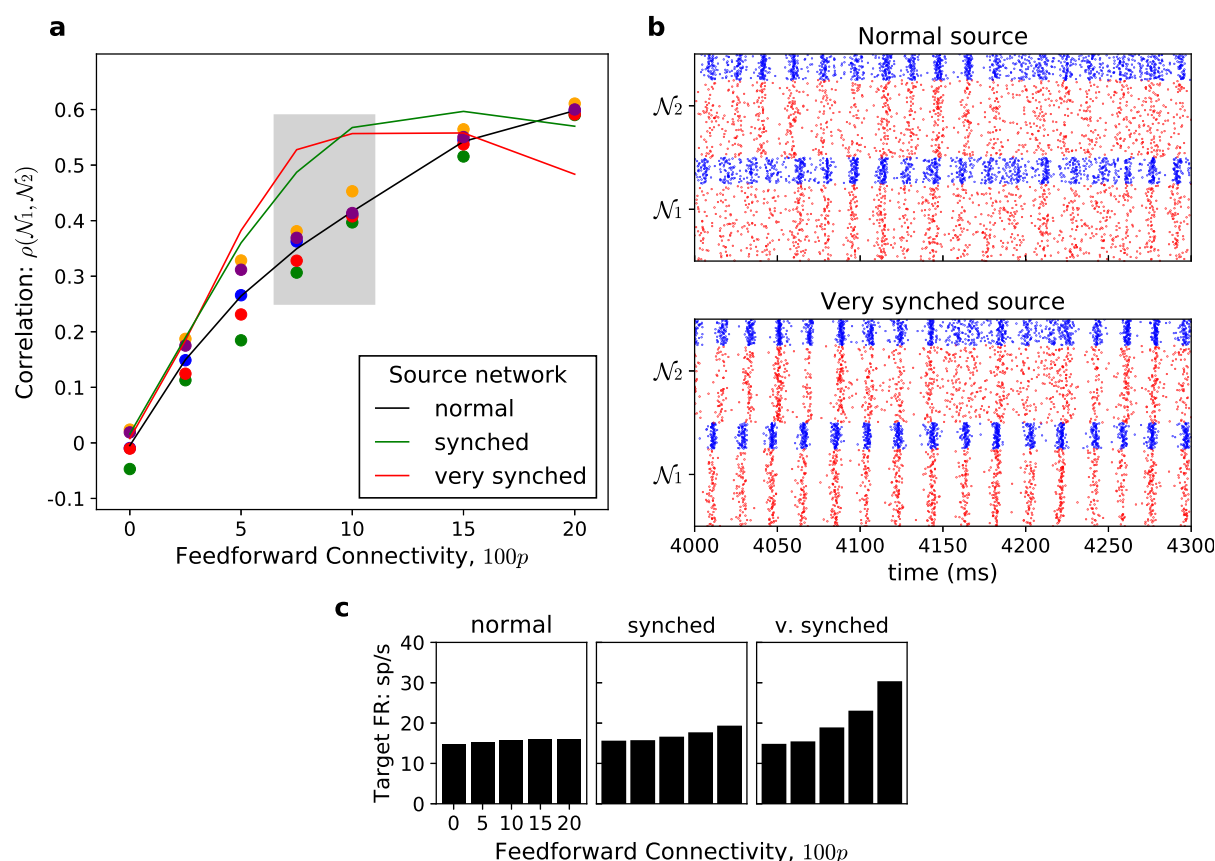 a
0.6
0.5
0.4
0.3
0.2
0.1
0
-0.1
Correlation: ρ(𝒩1, 𝒩2)
0 5 10 15 20
Feedforward Connectivity, 100p
Source network
normal
synched
very synched
b
Normal source
𝒩2
𝒩1
Very synched source
𝒩2
𝒩1
4000 4050 4100 4150 4200 4250 4300
time (ms)
c
normal synched v. synched
40
30
20
10
0
Target FR: sp/s
0 5 10 15 20
Feedforward Connectivity, 100p